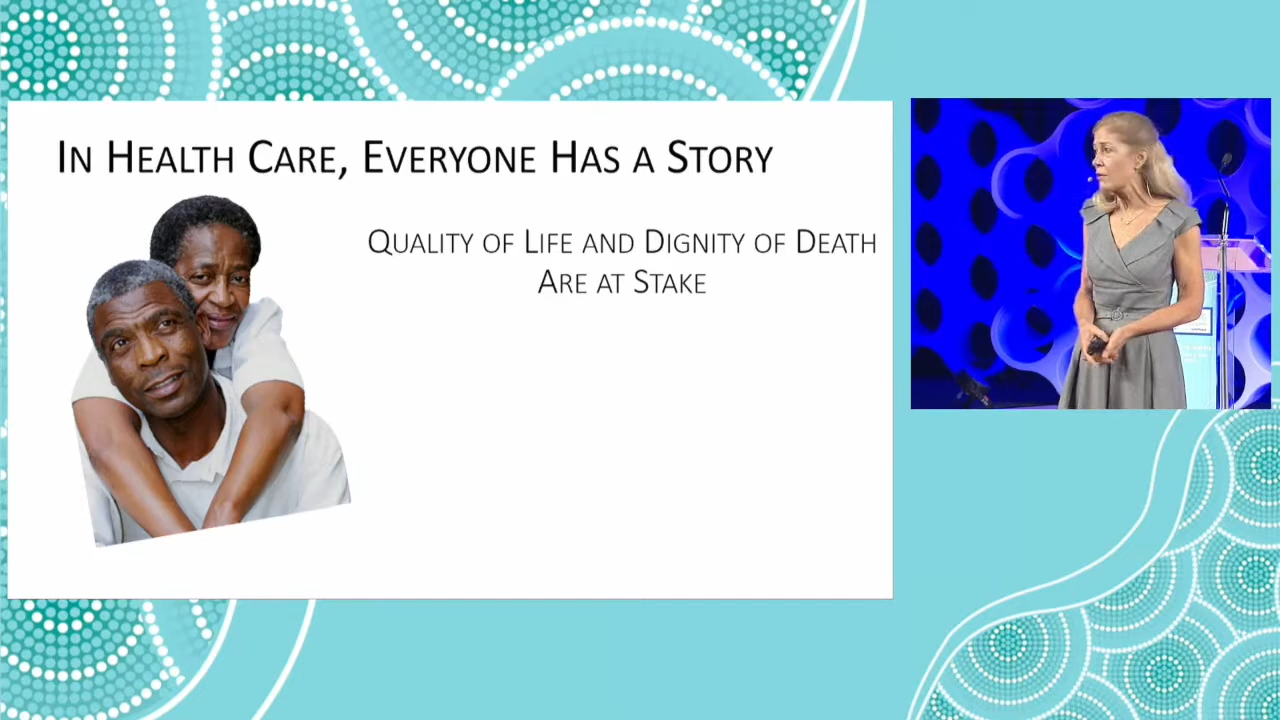 In Health Care, Everyone Has a Story
Quality of Life and Dignity of Death
Are at Stake